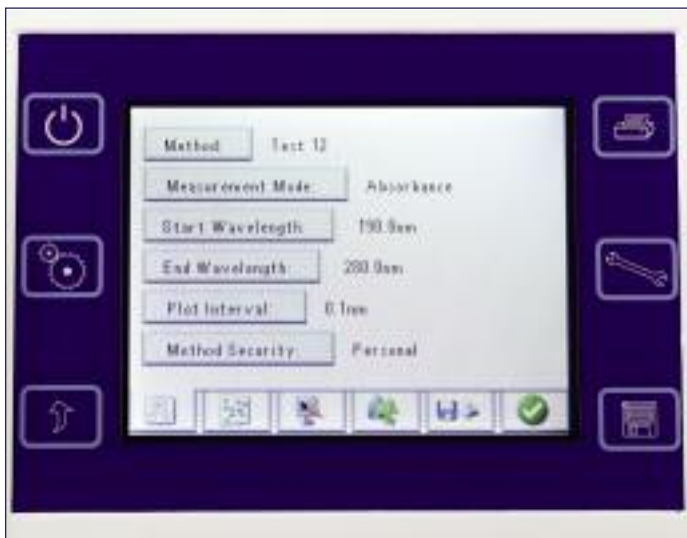 Method Test 12
Measurement Mode: Absorbance
Start Wavelength 190.0nm
End Wavelength 280.0nm
Plot Interval 0.1nm
Method Security: Personal